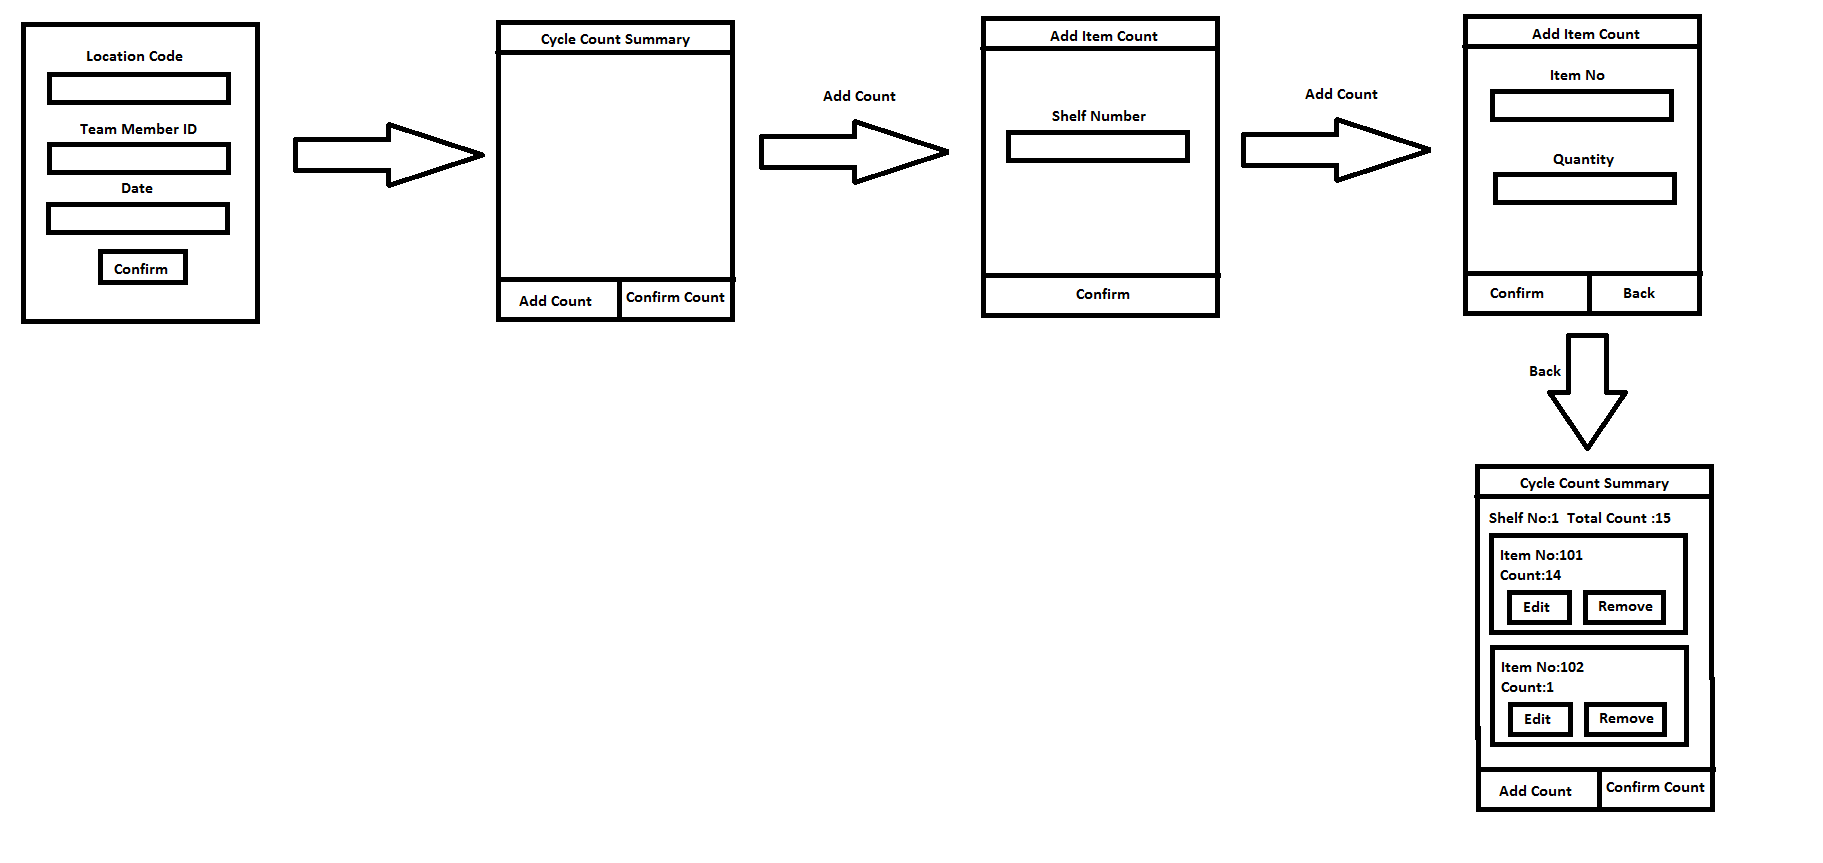 Location Code
Team Member ID
Date
Confirm
Cycle Count Summary
Add Count
Confirm Count
Add Count
Add Item Count
Shelf Number
Confirm
Add Count
Add Item Count
Item No
Quantity
Confirm
Back
Back
Cycle Count Summary
Shelf No:1 Total Count :15
Item No:101
Count:14
Edit
Remove
Item No:102
Count:1
Edit
Remove
Add Count
Confirm Count